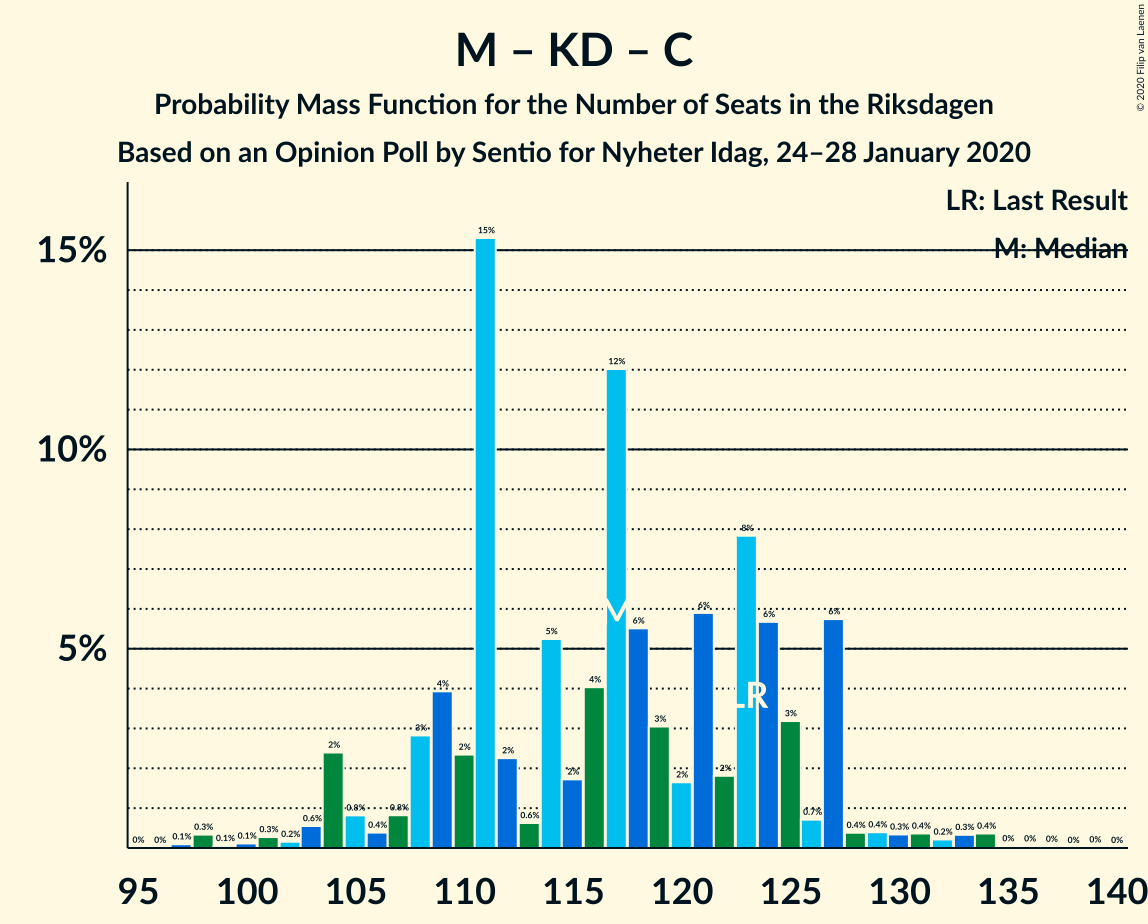 M – KD – C
Probability Mass Function for the Number of Seats in the Riksdagen
Based on an Opinion Poll by Sentio for Nyheter Idag, 24–28 January 2020
© 2020 Filip van Laenen
LR: Last Result
M: Median
15%
10%
5%
0% 0% 0.1% 0.3% 0.1% 0.1% 0.3% 0.2% 0.6% 2% 0.8% 0.4% 0.8% 3% 4% 2% 15% 2% 0.6% 5% 2% 4% 12% 6% 3% 2% 6% 2% 8% 6% 3% 0.7% 6% 0.4% 0.4% 0.3% 0.4% 0.2% 0.3% 0.4% 0% 0% 0% 0% 0% 0%
M
LR
95 100 105 110 115 120 125 130 135 140